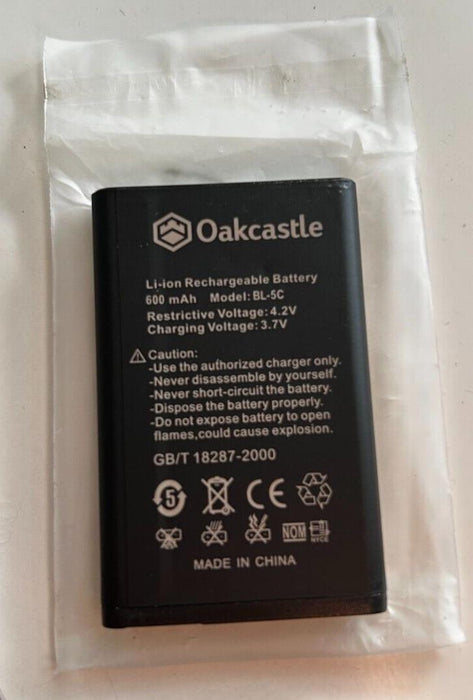 Oakcastle
Li-ion Rechargeable Battery
600 mAh Model: BL-5C
Restrictive Voltage: 4.2V
Charging Voltage: 3.7V
Caution:
-Use the authorized charger only.
-Never disassemble by yourself.
-Never short-circuit the battery.
-Dispose the battery properly.
-Do not expose battery to open
flames,could cause explosion.
GB/T 18287-2000
5 CE
NOM NYCE
MADE IN CHINA